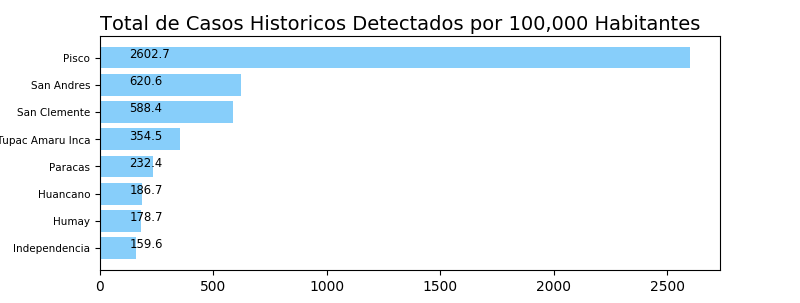 Total de Casos Historicos Detectados por 100,000 Habitantes
Pisco 2602.7
San Andres 620.6
San Clemente 588.4
Tupac Amaru Inca 354.5
Paracas 232.4
Huancano 186.7
Humay 178.7
Independencia 159.6
0 500 1000 1500 2000 2500